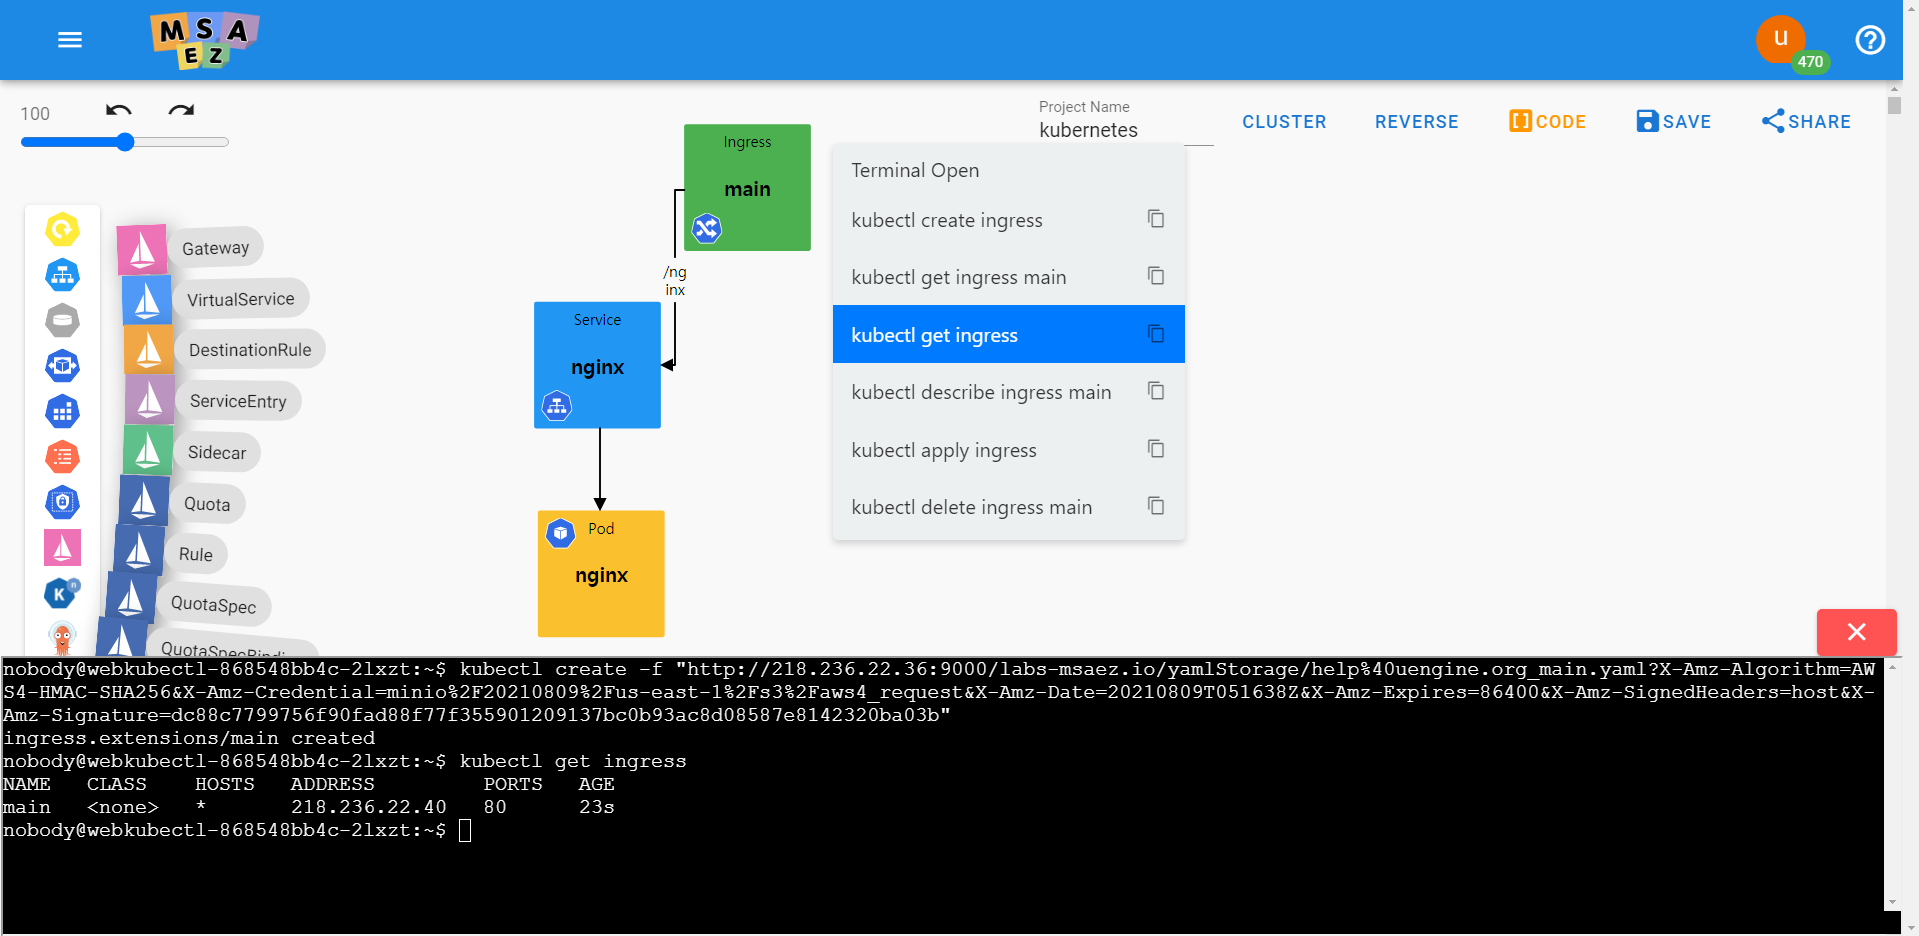 MSA
EZ
u
470
100
Project Name
kubernetes
CLUSTER
REVERSE
CODE
SAVE
SHARE
Gateway
VirtualService
DestinationRule
ServiceEntry
Sidecar
Quota
Rule
QuotaSpec
K
n
Ingress
main
/ng
inx
Service
nginx
Pod
nginx
Terminal Open
kubectl create ingress
kubectl get ingress main
kubectl get ingress
kubectl describe ingress main
kubectl apply ingress
kubectl delete ingress main
nobody@webkubectl-868548bb4c-2lxzt:~$ kubectl create -f "http://218.236.22.36:9000/labs-msaez.io/yamlStorage/help%40uengine.org_main.yaml?X-Amz-Algorithm=AW
S4-HMAC-SHA256&X-Amz-Credential=minio%2F20210809%2Fus-east-1%2Fs3%2Faws4_request&X-Amz-Date=20210809T051638Z&X-Amz-Expires=86400&X-Amz-SignedHeaders=host&X-
Amz-Signature=dc88c7799756f90fad88f77f355901209137bc0b93ac8d08587e8142320ba03b"
ingress.extensions/main created
nobody@webkubectl-868548bb4c-2lxzt:~$ kubectl get ingress
NAME CLASS HOSTS ADDRESS PORTS AGE
main <none> * 218.236.22.40 80 23s
nobody@webkubectl-868548bb4c-2lxzt:~$